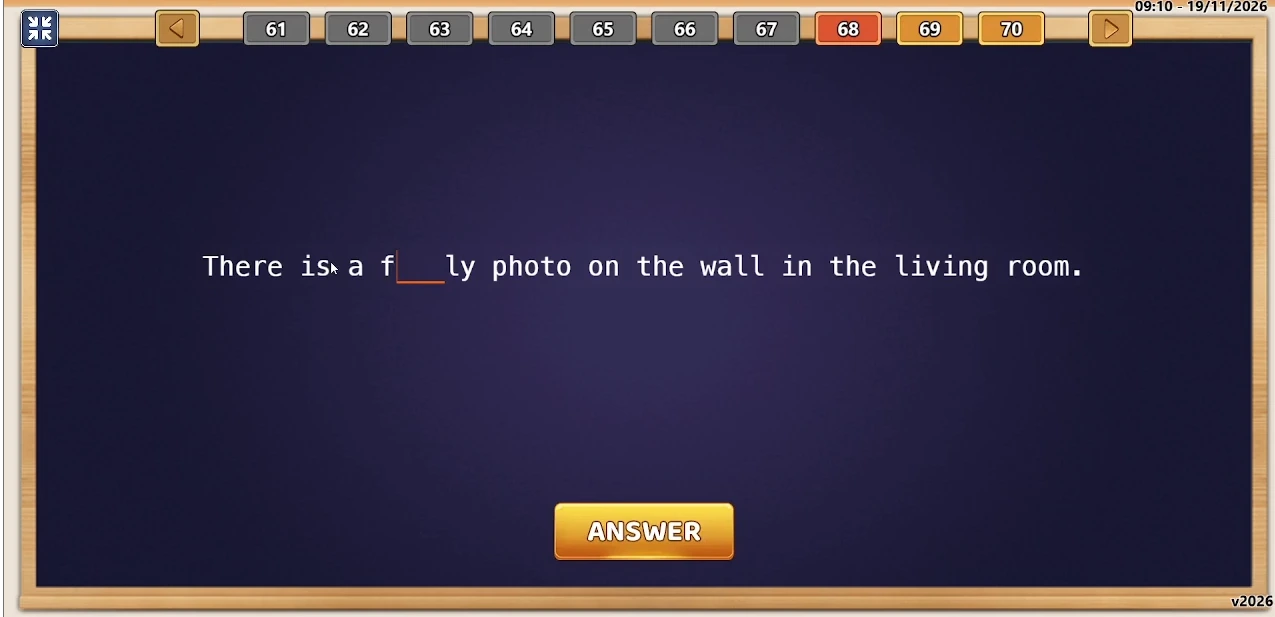 09:10 - 19/11/2026
61 62 63 64 65 66 67 68 69 70
There is a f___ly photo on the wall in the living room.
ANSWER
v2026